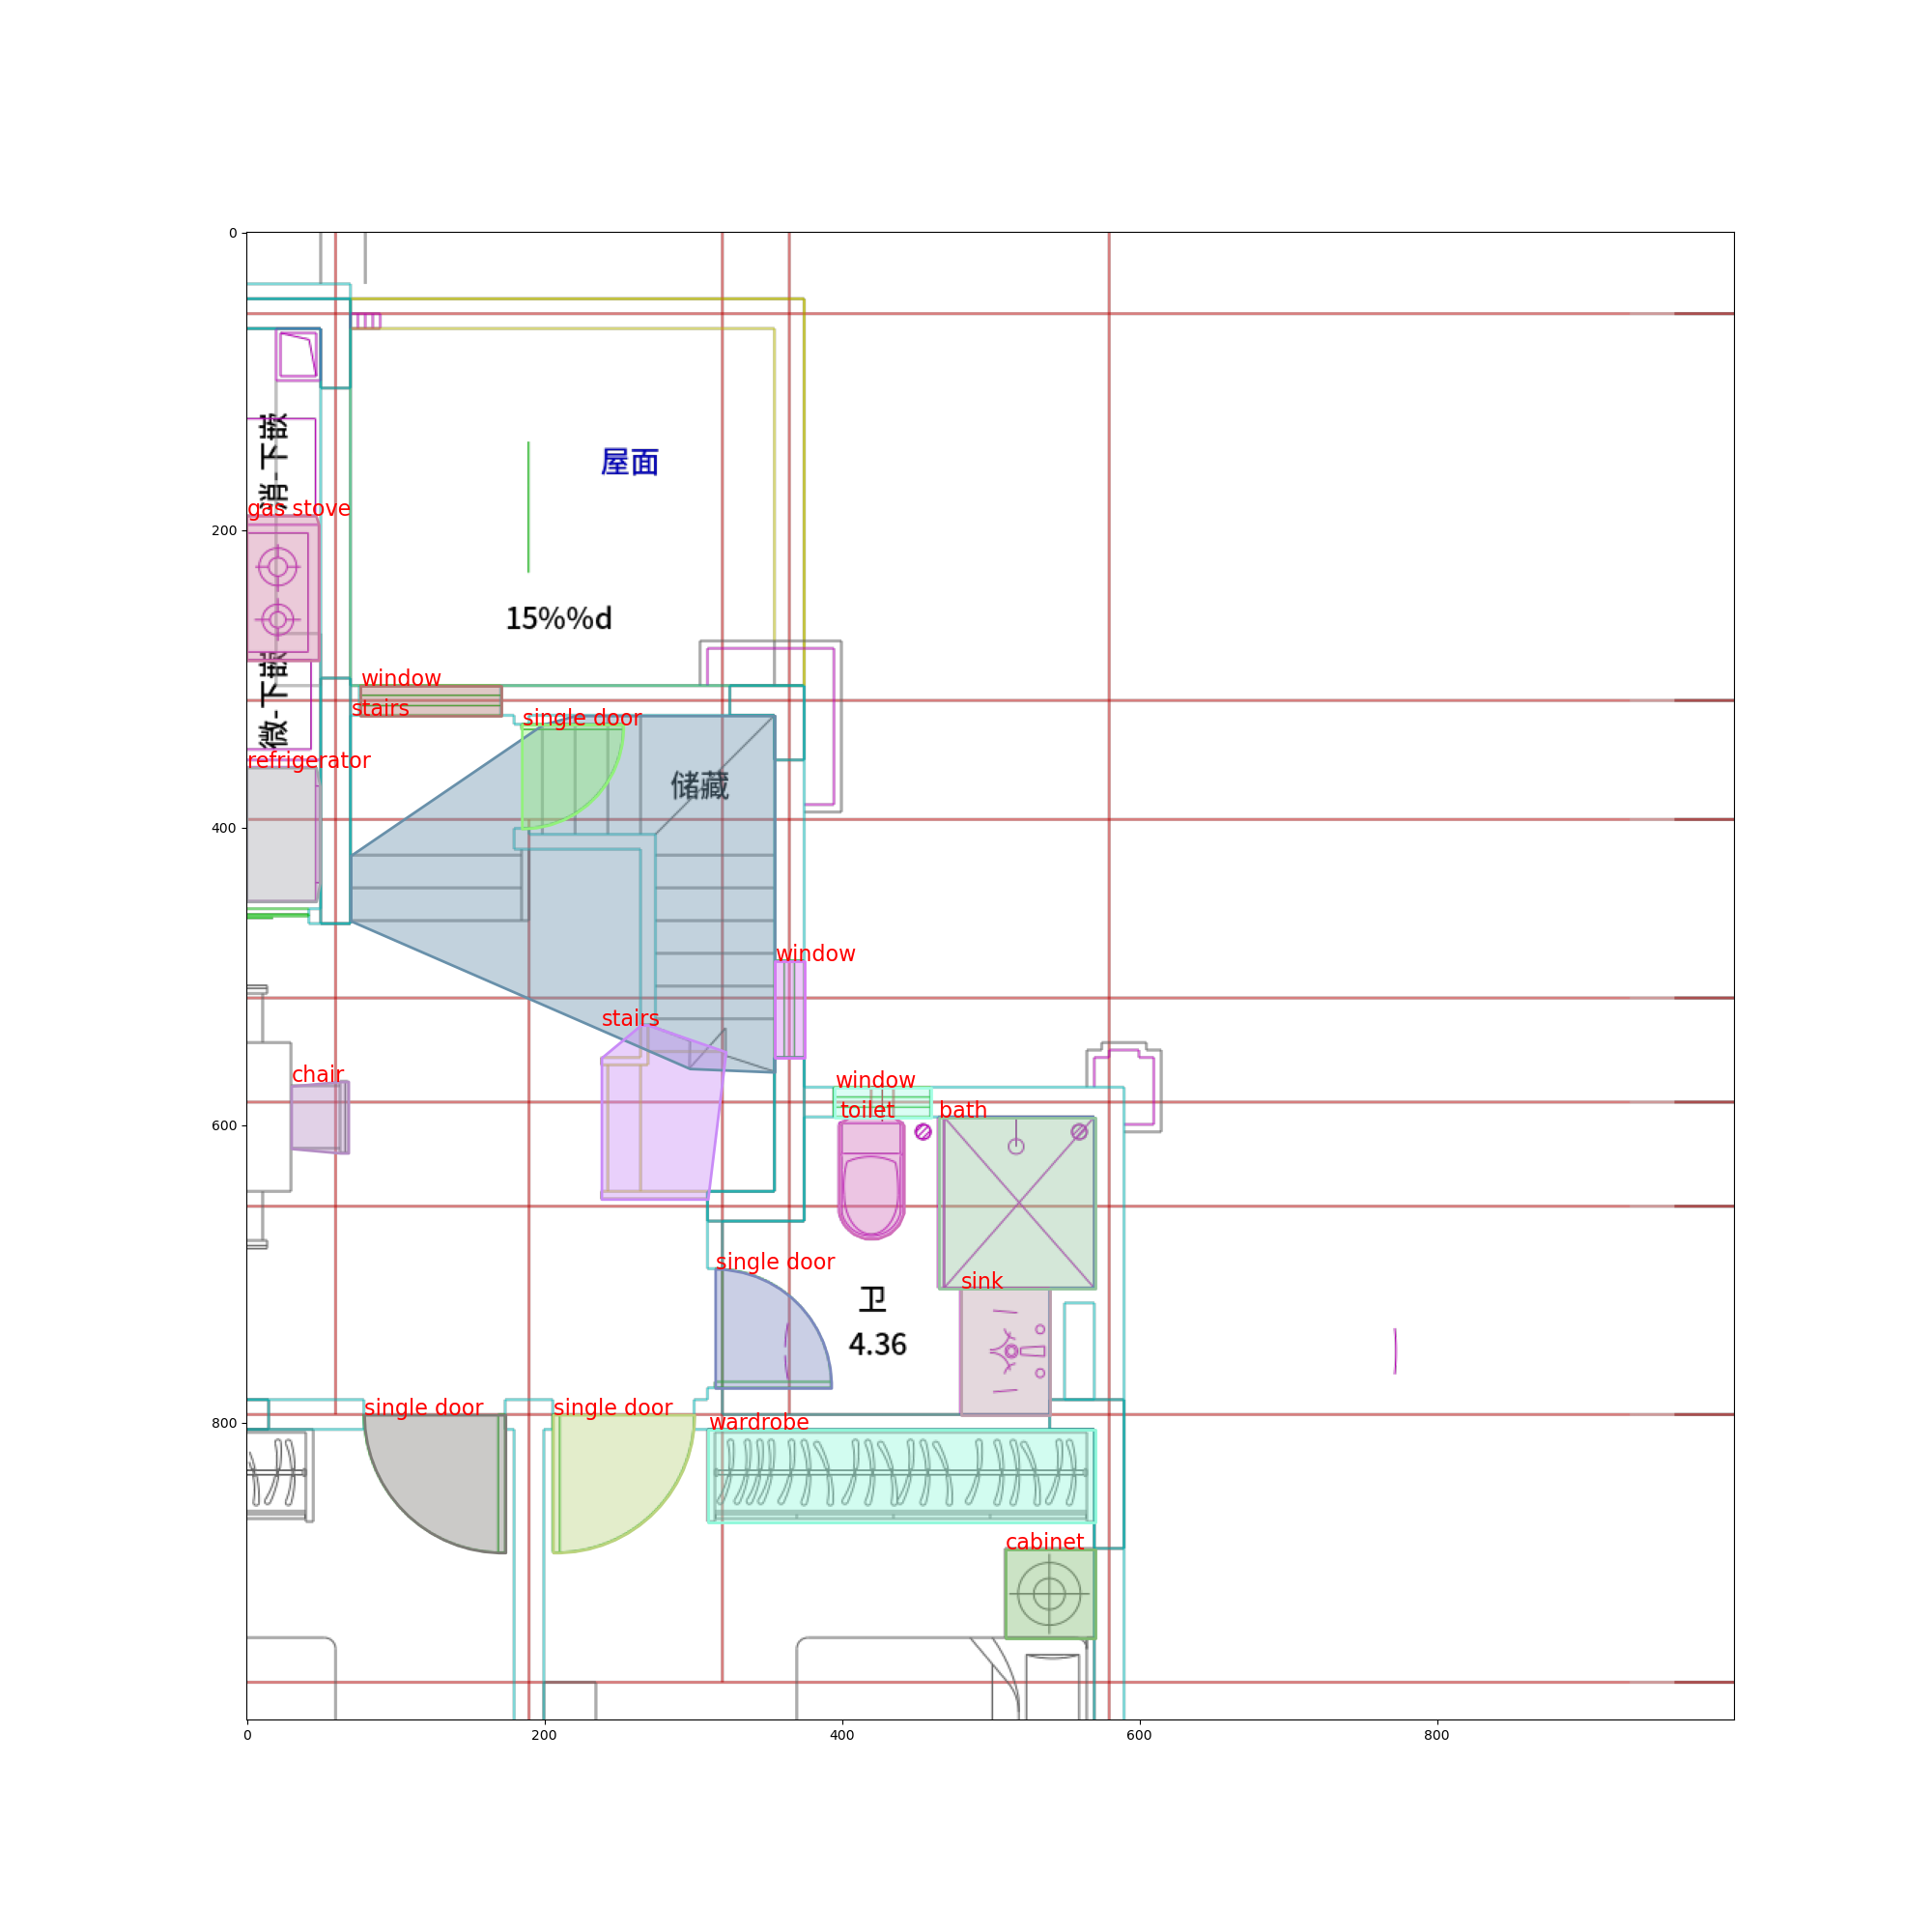 0
消-下嵌
屋面
gas stove
200
15%%d
微-下嵌
window
stairs
single door
refrigerator
储藏
400
window
stairs
chair
window
toilet
bath
600
single door
sink
卫
4.36
single door
single door
wardrobe
800
cabinet
0
200
400
600
800